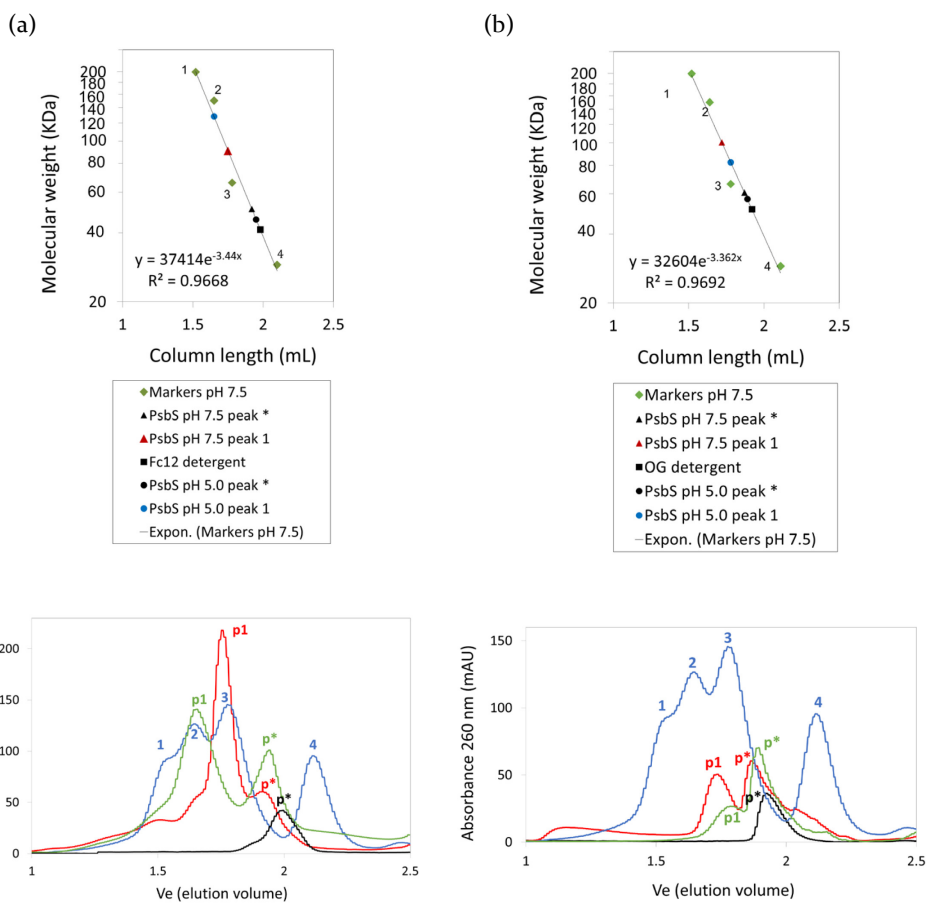 (a)
(b)
Molecular weight (KDa)
200
180
160
140
120
100
80
60
40
20
1
2
3
4
y = 37414e-3.44x
R² = 0.9668
1
1.5
2
2.5
Column length (mL)
Markers pH 7.5
PsbS pH 7.5 peak *
PsbS pH 7.5 peak 1
Fc12 detergent
PsbS pH 5.0 peak *
PsbS pH 5.0 peak 1
Expon. (Markers pH 7.5)
Molecular weight (KDa)
200
180
160
140
120
100
80
60
40
20
1
2
3
4
y = 32604e-3.362x
R² = 0.9692
1
1.5
2
2.5
Column length (mL)
Markers pH 7.5
PsbS pH 7.5 peak *
PsbS pH 7.5 peak 1
OG detergent
PsbS pH 5.0 peak *
PsbS pH 5.0 peak 1
Expon. (Markers pH 7.5)
200
150
100
50
0
p1
p1
1
2
3
p*
4
p*
p*
1
1.5
2
2.5
Ve (elution volume)
Absorbance 260 nm (mAU)
150
100
50
0
1
2
3
4
p1
p*
p*
p1
p*
1
1.5
2
2.5
Ve (elution volume)